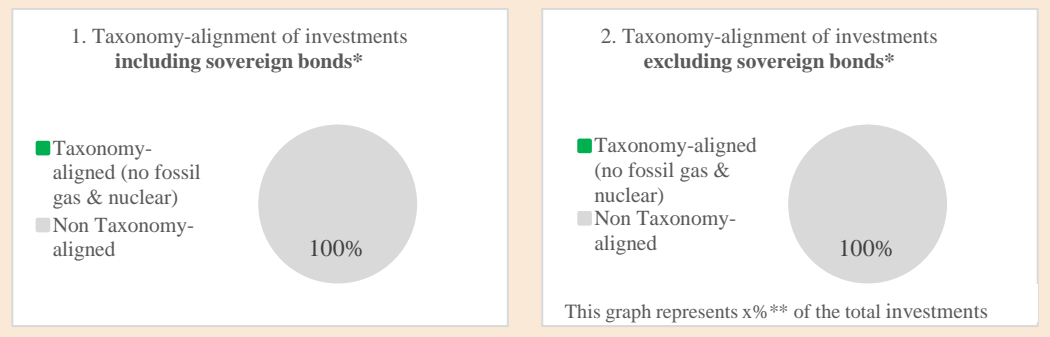 1. Taxonomy-alignment of investments
including sovereign bonds*
Taxonomy-
aligned (no fossil
gas & nuclear)
Non Taxonomy-
aligned
100%
2. Taxonomy-alignment of investments
excluding sovereign bonds*
Taxonomy-aligned
(no fossil gas &
nuclear)
Non Taxonomy-
aligned
100%
This graph represents x%** of the total investments